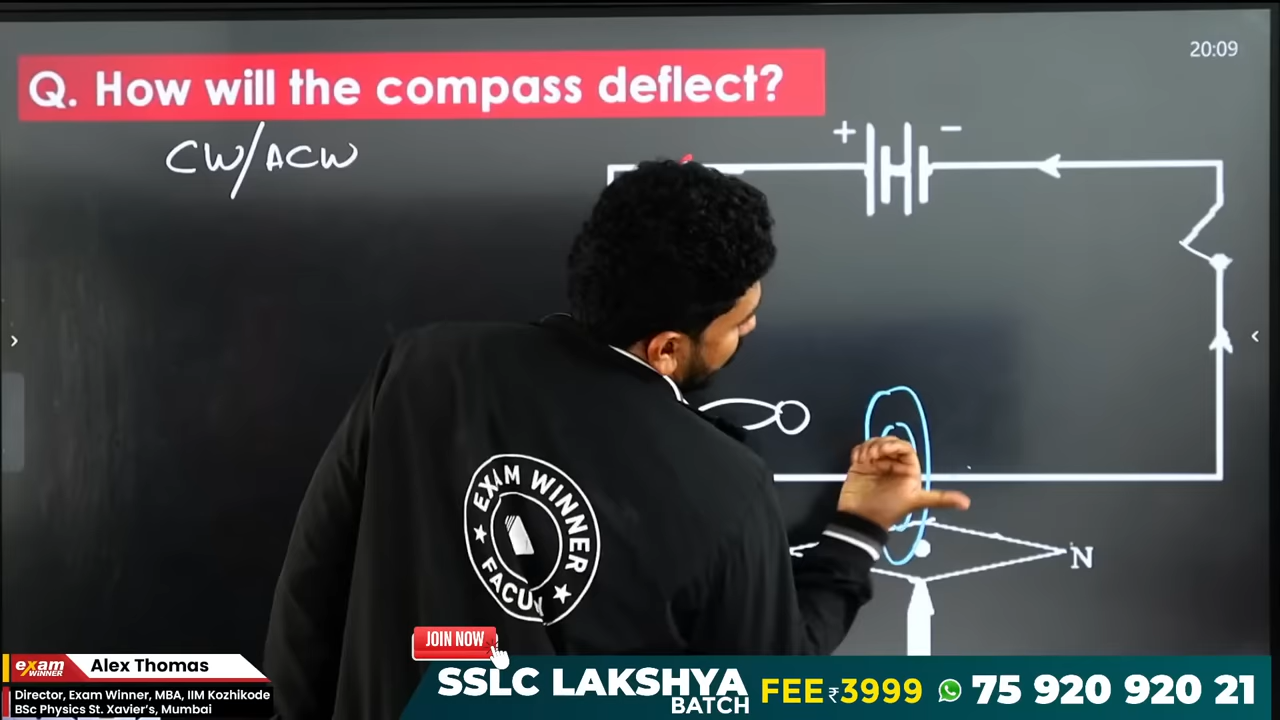 20:09
Q. How will the compass deflect?
CW/ACW
+
-
EXAM WINNER
FACUL
N
JOIN NOW
exam
WINNER
Alex Thomas
Director, Exam Winner, MBA, IIM Kozhikode
BSc Physics St. Xavier's, Mumbai
SSLC LAKSHYA
BATCH
FEE ₹3999
75 920 920 21